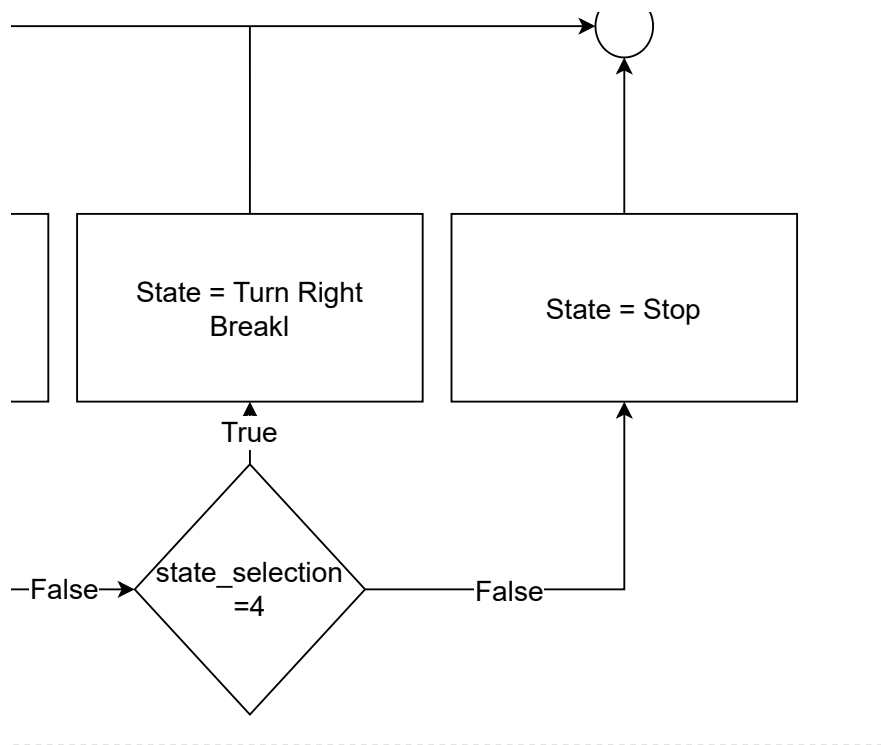 State = Turn Right
Breakl
State = Stop
True
state_selection
=4
False
False